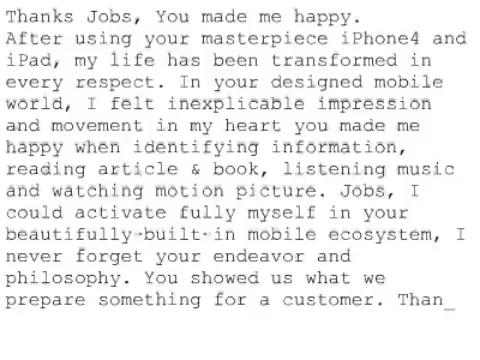 Thanks Jobs, You made me happy.
After using your masterpiece iPhone4 and
iPad, my life has been transformed in
every respect. In your designed mobile
world, I felt inexplicable impression
and movement in my heart you made me
happy when identifying information,
reading article & book, listening music
and watching motion picture. Jobs, I
could activate fully myself in your
beautifully-built-in mobile ecosystem, I
never forget your endeavor and
philosophy. You showed us what we
prepare something for a customer. Than_